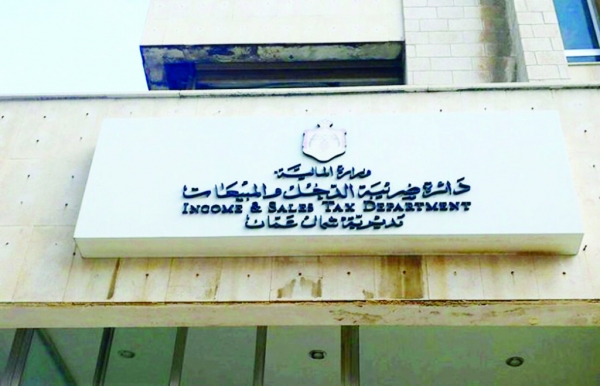 وزارة المالية
دائرة ضريبة الدخل والمبيعات
INCOME & SALES TAX DEPARTMENT
مديرية شمال عمان